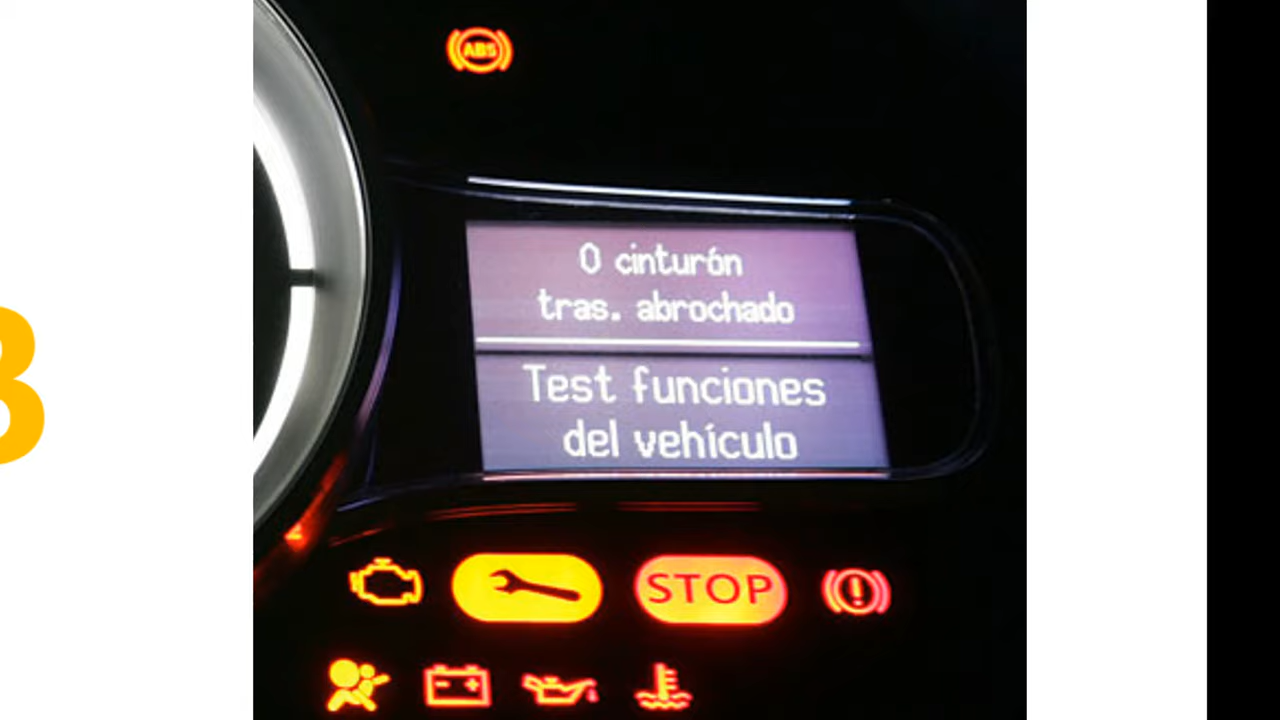 ABS
0 cinturón
tras. abrochado
Test funciones
del vehículo
STOP